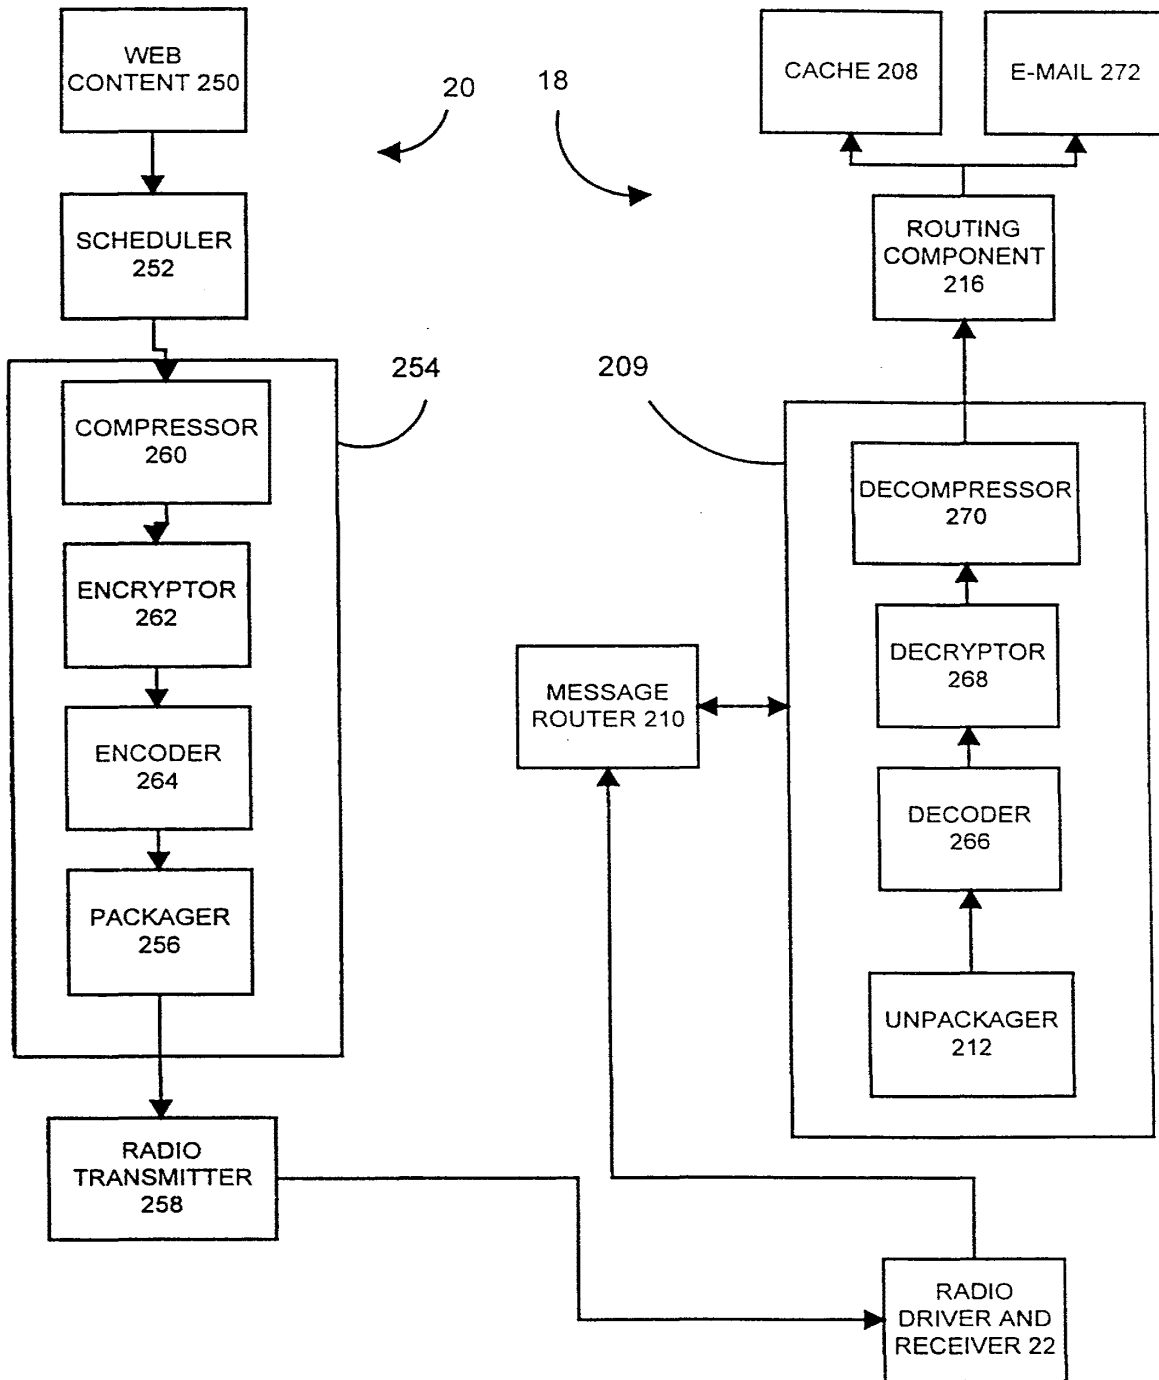 WEB
CONTENT 250
20
18
CACHE 208
E-MAIL 272
SCHEDULER
252
ROUTING
COMPONENT
216
254
209
COMPRESSOR
260
DECOMPRESSOR
270
ENCRYPTOR
262
DECRYPTOR
268
MESSAGE
ROUTER 210
ENCODER
264
DECODER
266
PACKAGER
256
UNPACKAGER
212
RADIO
TRANSMITTER
258
RADIO
DRIVER AND
RECEIVER 22